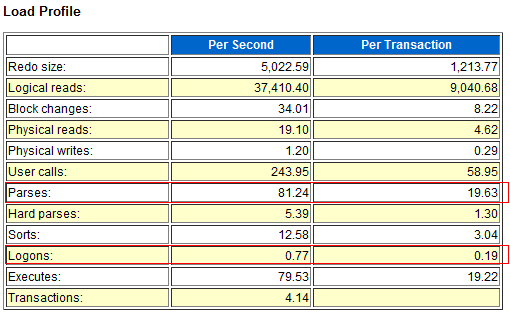 Load Profile
Per Second Per Transaction
Redo size: 5,022.59 1,213.77
Logical reads: 37,410.40 9,040.68
Block changes: 34.01 8.22
Physical reads: 19.10 4.62
Physical writes: 1.20 0.29
User calls: 243.95 58.95
Parses: 81.24 19.63
Hard parses: 5.39 1.30
Sorts: 12.58 3.04
Logons: 0.77 0.19
Executes: 79.53 19.22
Transactions: 4.14